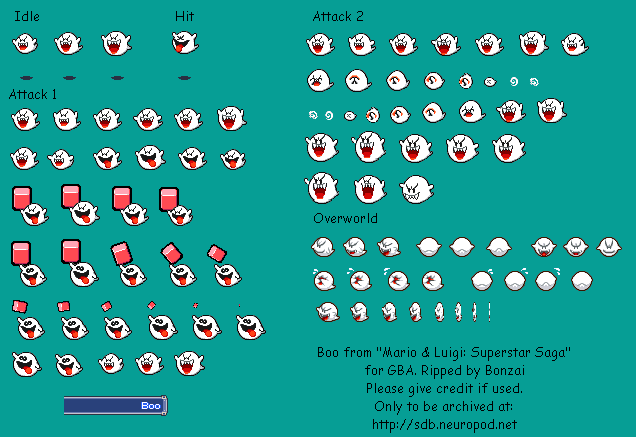 Idle
Hit
Attack 2
Attack 1
Overworld
Boo from "Mario & Luigi: Superstar Saga"
for GBA. Ripped by Bonzai
Please give credit if used.
Only to be archived at:
http://sdb.neuropod.net
Boo